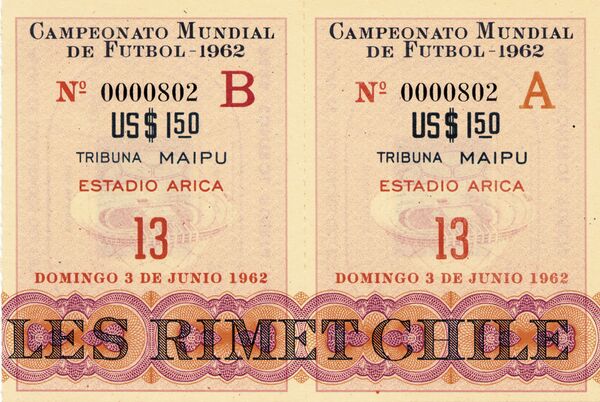 CAMPEONATO MUNDIAL
DE FUTBOL - 1962
Nº 0000802 B
US$ 1.50
TRIBUNA MAIPU
ESTADIO ARICA
13
DOMINGO 3 DE JUNIO 1962
CAMPEONATO MUNDIAL
DE FUTBOL - 1962
Nº 0000802 A
US$ 1.50
TRIBUNA MAIPU
ESTADIO ARICA
13
DOMINGO 3 DE JUNIO 1962
LES RIMET CHILE